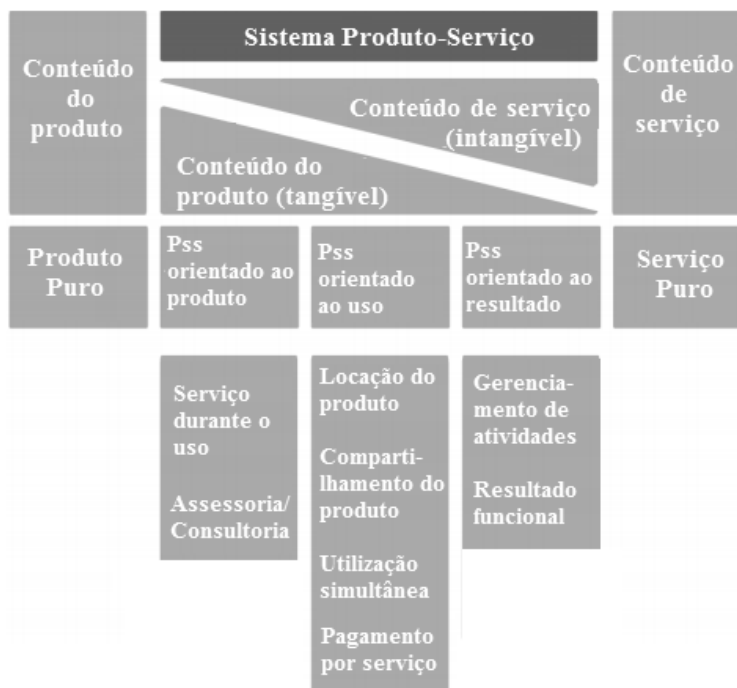 Conteúdo
do
produto
Sistema Produto-Serviço
Conteúdo de serviço
(intangível)
Conteúdo do
produto (tangível)
Conteúdo
de
serviço
Produto
Puro
Pss
orientado ao
produto
Pss
orientado
ao uso
Pss
orientado ao
resultado
Serviço
Puro
Serviço
durante o
uso
Assessoria/
Consultoria
Locação do
produto
Comparti-
lhamento do
produto
Utilização
simultânea
Pagamento
por serviço
Gerencia-
mento de
atividades
Resultado
funcional